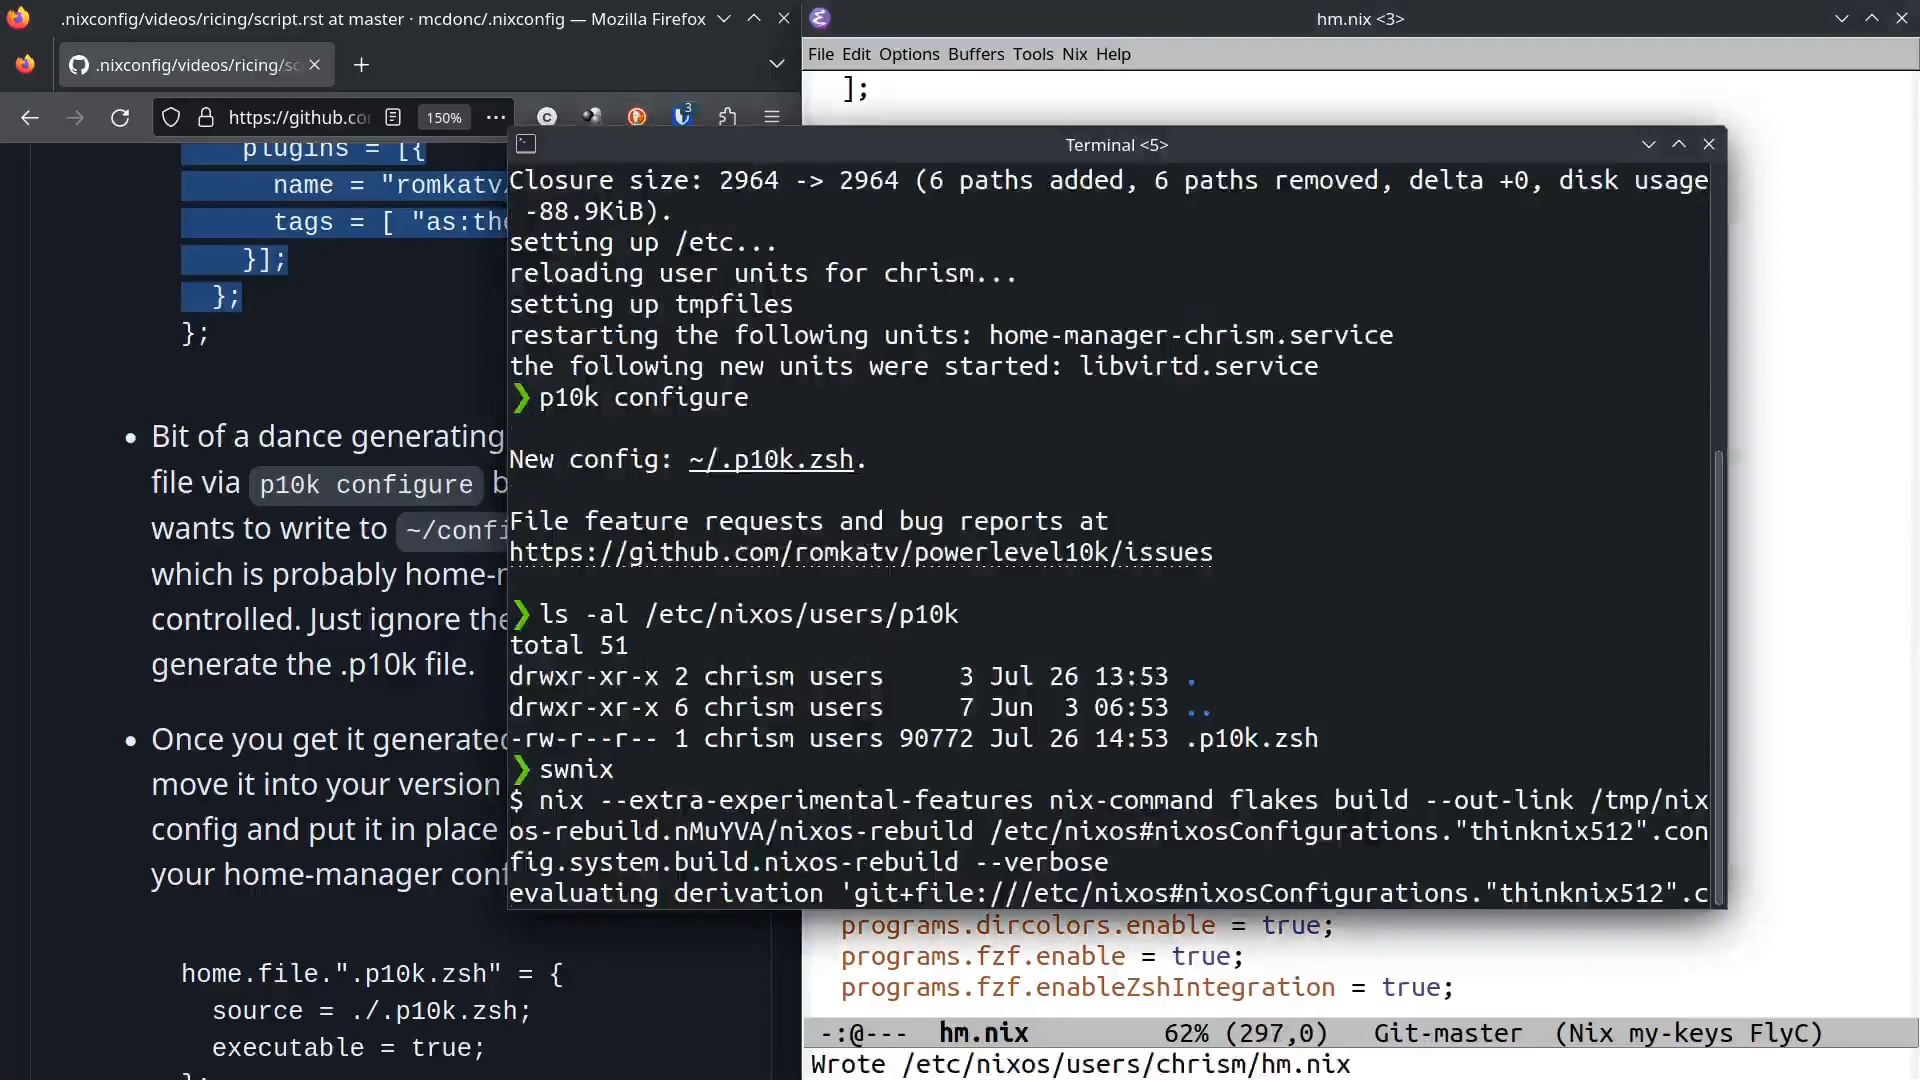 .nixconfig/videos/ricing/script.rst at master · mcdonc/.nixconfig — Mozilla Firefox
.nixconfig/videos/ricing/sc
https://github.co
150%
3
plugins = [{
name = "romkatv
tags = [ "as:the
}];
};
};
• Bit of a dance generating
file via p10k configure b
wants to write to ~/confi
which is probably home-
controlled. Just ignore the
generate the .p10k file.
• Once you get it generated
move it into your version
config and put it in place
your home-manager conf
home.file.".p10k.zsh" = {
source = ./.p10k.zsh;
executable = true;
hm.nix <3>
File Edit Options Buffers Tools Nix Help
];
Terminal <5>
Closure size: 2964 -> 2964 (6 paths added, 6 paths removed, delta +0, disk usage
-88.9KiB).
setting up /etc...
reloading user units for chrism...
setting up tmpfiles
restarting the following units: home-manager-chrism.service
the following new units were started: libvirtd.service
❯ p10k configure
New config: ~/.p10k.zsh.
File feature requests and bug reports at
https://github.com/romkatv/powerlevel10k/issues
❯ ls -al /etc/nixos/users/p10k
total 51
drwxr-xr-x 2 chrism users     3 Jul 26 13:53 .
drwxr-xr-x 6 chrism users     7 Jun  3 06:53 ..
-rw-r--r-- 1 chrism users 90772 Jul 26 14:53 .p10k.zsh
❯ swnix
$ nix --extra-experimental-features nix-command flakes build --out-link /tmp/nix
os-rebuild.nMuYVA/nixos-rebuild /etc/nixos#nixosConfigurations."thinknix512".con
fig.system.build.nixos-rebuild --verbose
evaluating derivation 'git+file:///etc/nixos#nixosConfigurations."thinknix512".c
programs.dircolors.enable = true;
programs.fzf.enable = true;
programs.fzf.enableZshIntegration = true;
-:@--- hm.nix 62% (297,0) Git-master (Nix my-keys FlyC)
Wrote /etc/nixos/users/chrism/hm.nix